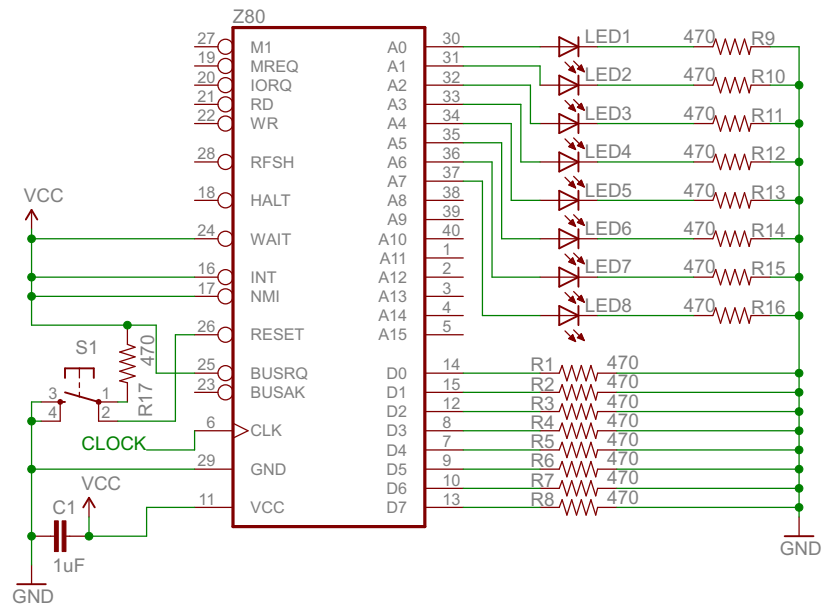 Z80
27 M1 A0 30 LED1 470 R9
19 MREQ A1 31
20 IORQ A2 32 LED2 470 R10
21 RD A3 33
22 WR A4 34 LED3 470 R11
A5 35
28 RFSH A6 36 LED4 470 R12
A7 37
VCC 18 HALT A8 38 LED5 470 R13
A9 39
24 WAIT A10 40 LED6 470 R14
A11 1
16 INT A12 2 LED7 470 R15
17 NMI A13 3
A14 4 LED8 470 R16
26 RESET A15 5
S1 470 R17
25 BUSRQ D0 14 R1 470
3 1 23 BUSAK D1 15 R2 470
4 2 D2 12 R3 470
CLOCK 6 CLK D3 8 R4 470
D4 7 R5 470
29 GND D5 9 R6 470
VCC D6 10 R7 470
C1 11 VCC D7 13 R8 470
1uF GND
GND